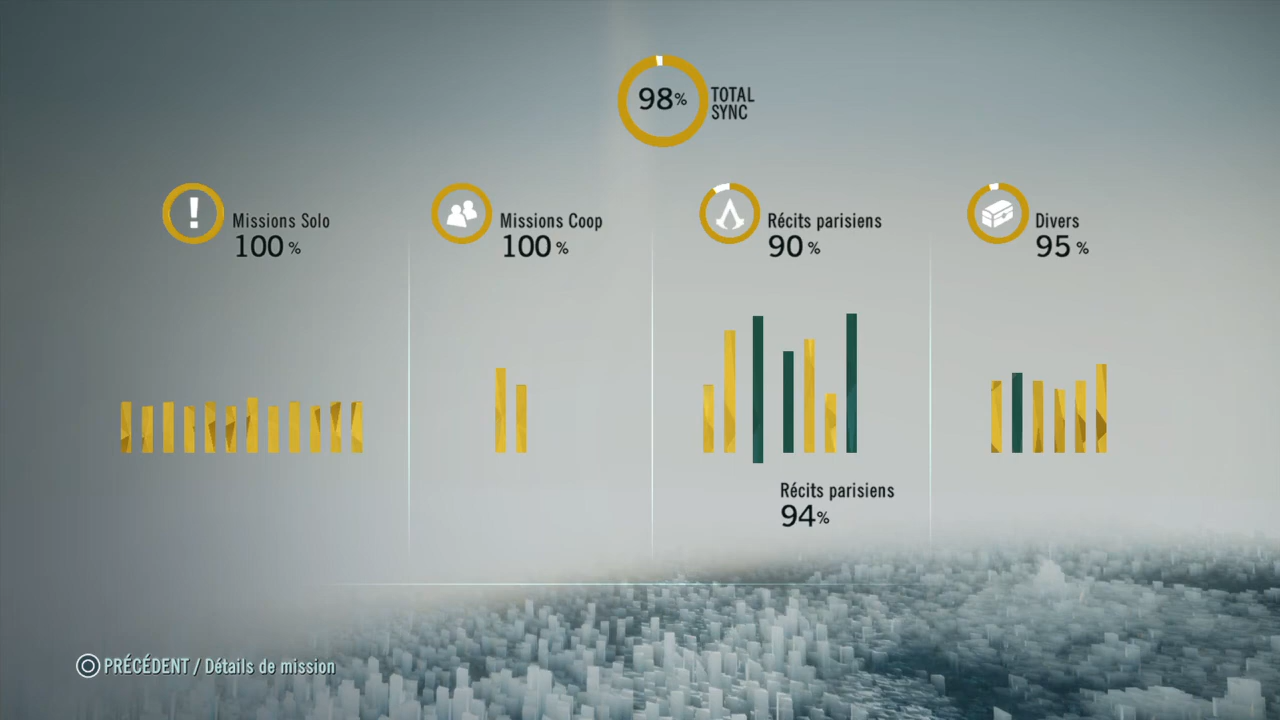 98%
TOTAL
SYNC
Missions Solo
100 %
Missions Coop
100 %
Récits parisiens
90 %
Divers
95 %
Récits parisiens
94%
PRÉCÉDENT / Détails de mission